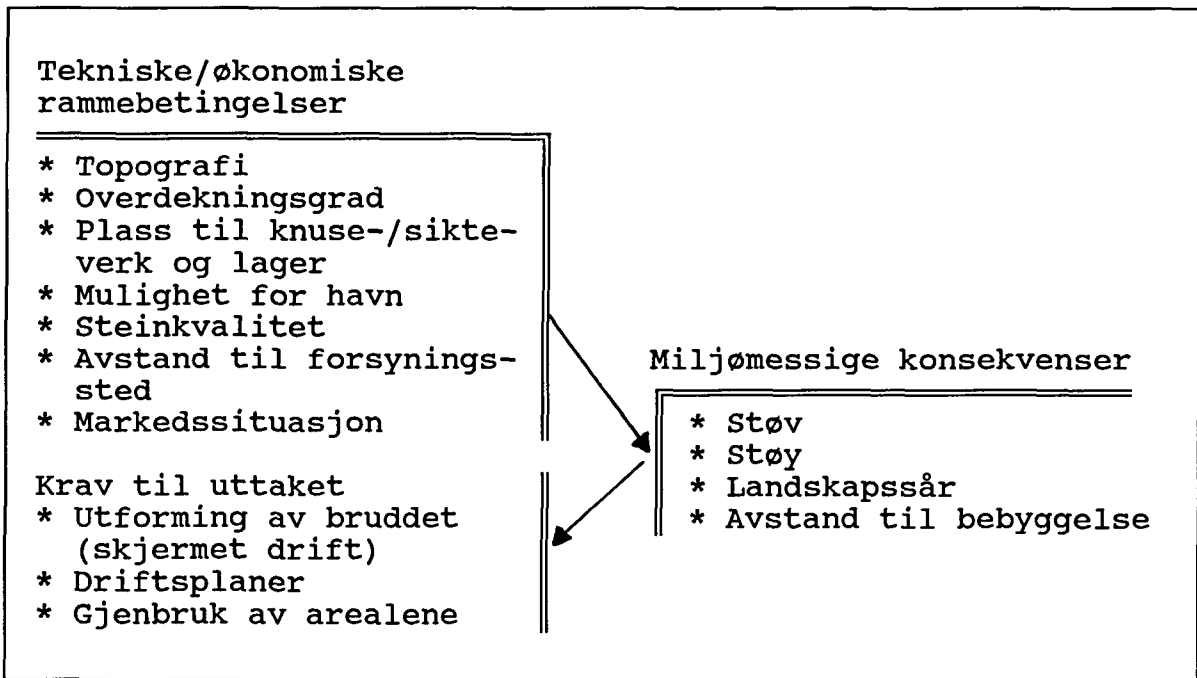 Tekniske/økonomiske
rammebetingelser
* Topografi
* Overdekningsgrad
* Plass til knuse-/sikte-
verk og lager
* Mulighet for havn
* Steinkvalitet
* Avstand til forsynings-
sted
* Markedssituasjon
Krav til uttaket
* Utforming av bruddet
(skjermet drift)
* Driftsplaner
* Gjenbruk av arealene
Miljømessige konsekvenser
* Støv
* Støy
* Landskapssår
* Avstand til bebyggelse